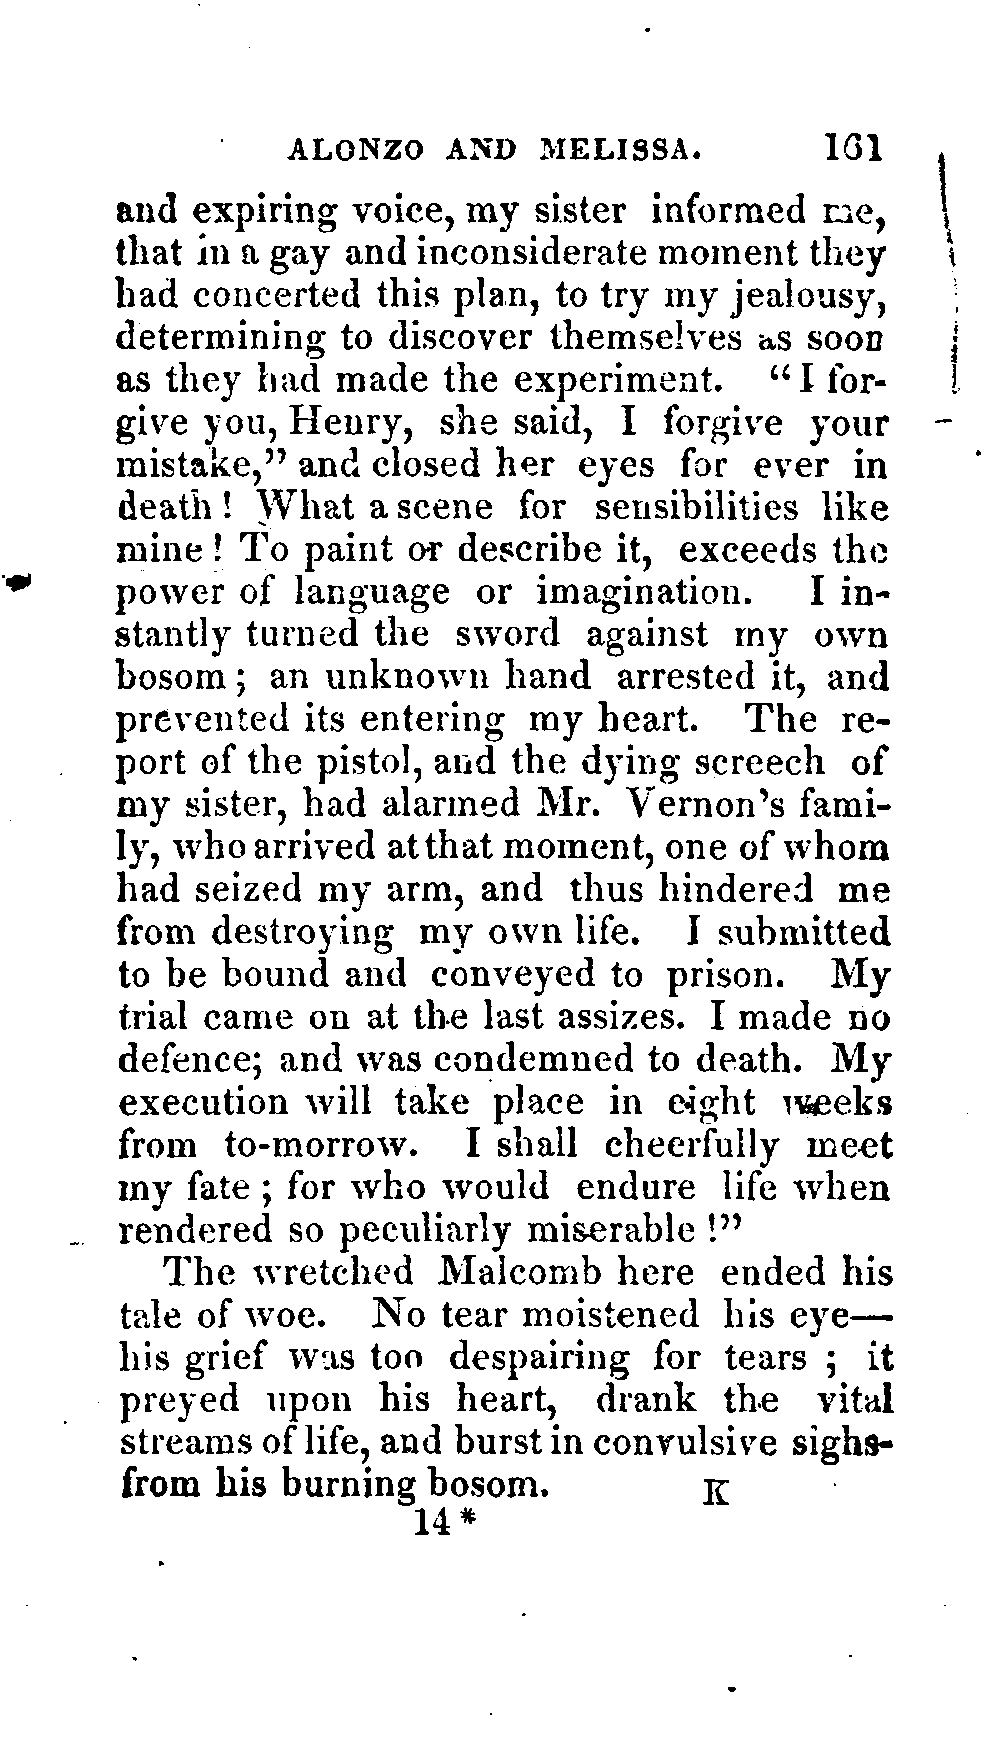 ALONZO AND MELISSA. 161
and expiring voice, my sister informed me,
that in a gay and inconsiderate moment they
had concerted this plan, to try my jealousy,
determining to discover themselves as soon
as they had made the experiment. "I for-
give you, Henry, she said, I forgive your
mistake," and closed her eyes for ever in
death! What a scene for sensibilities like
mine! To paint or describe it, exceeds the
power of language or imagination. I in-
stantly turned the sword against my own
bosom; an unknown hand arrested it, and
prevented its entering my heart. The re-
port of the pistol, and the dying screech of
my sister, had alarmed Mr. Vernon's fami-
ly, who arrived at that moment, one of whom
had seized my arm, and thus hindered me
from destroying my own life. I submitted
to be bound and conveyed to prison. My
trial came on at the last assizes. I made no
defence; and was condemned to death. My
execution will take place in eight weeks
from to-morrow. I shall cheerfully meet
my fate; for who would endure life when
rendered so peculiarly miserable!"
The wretched Malcomb here ended his
tale of woe. No tear moistened his eye—
his grief was too despairing for tears; it
preyed upon his heart, drank the vital
streams of life, and burst in convulsive sighs
from his burning bosom. K
14*